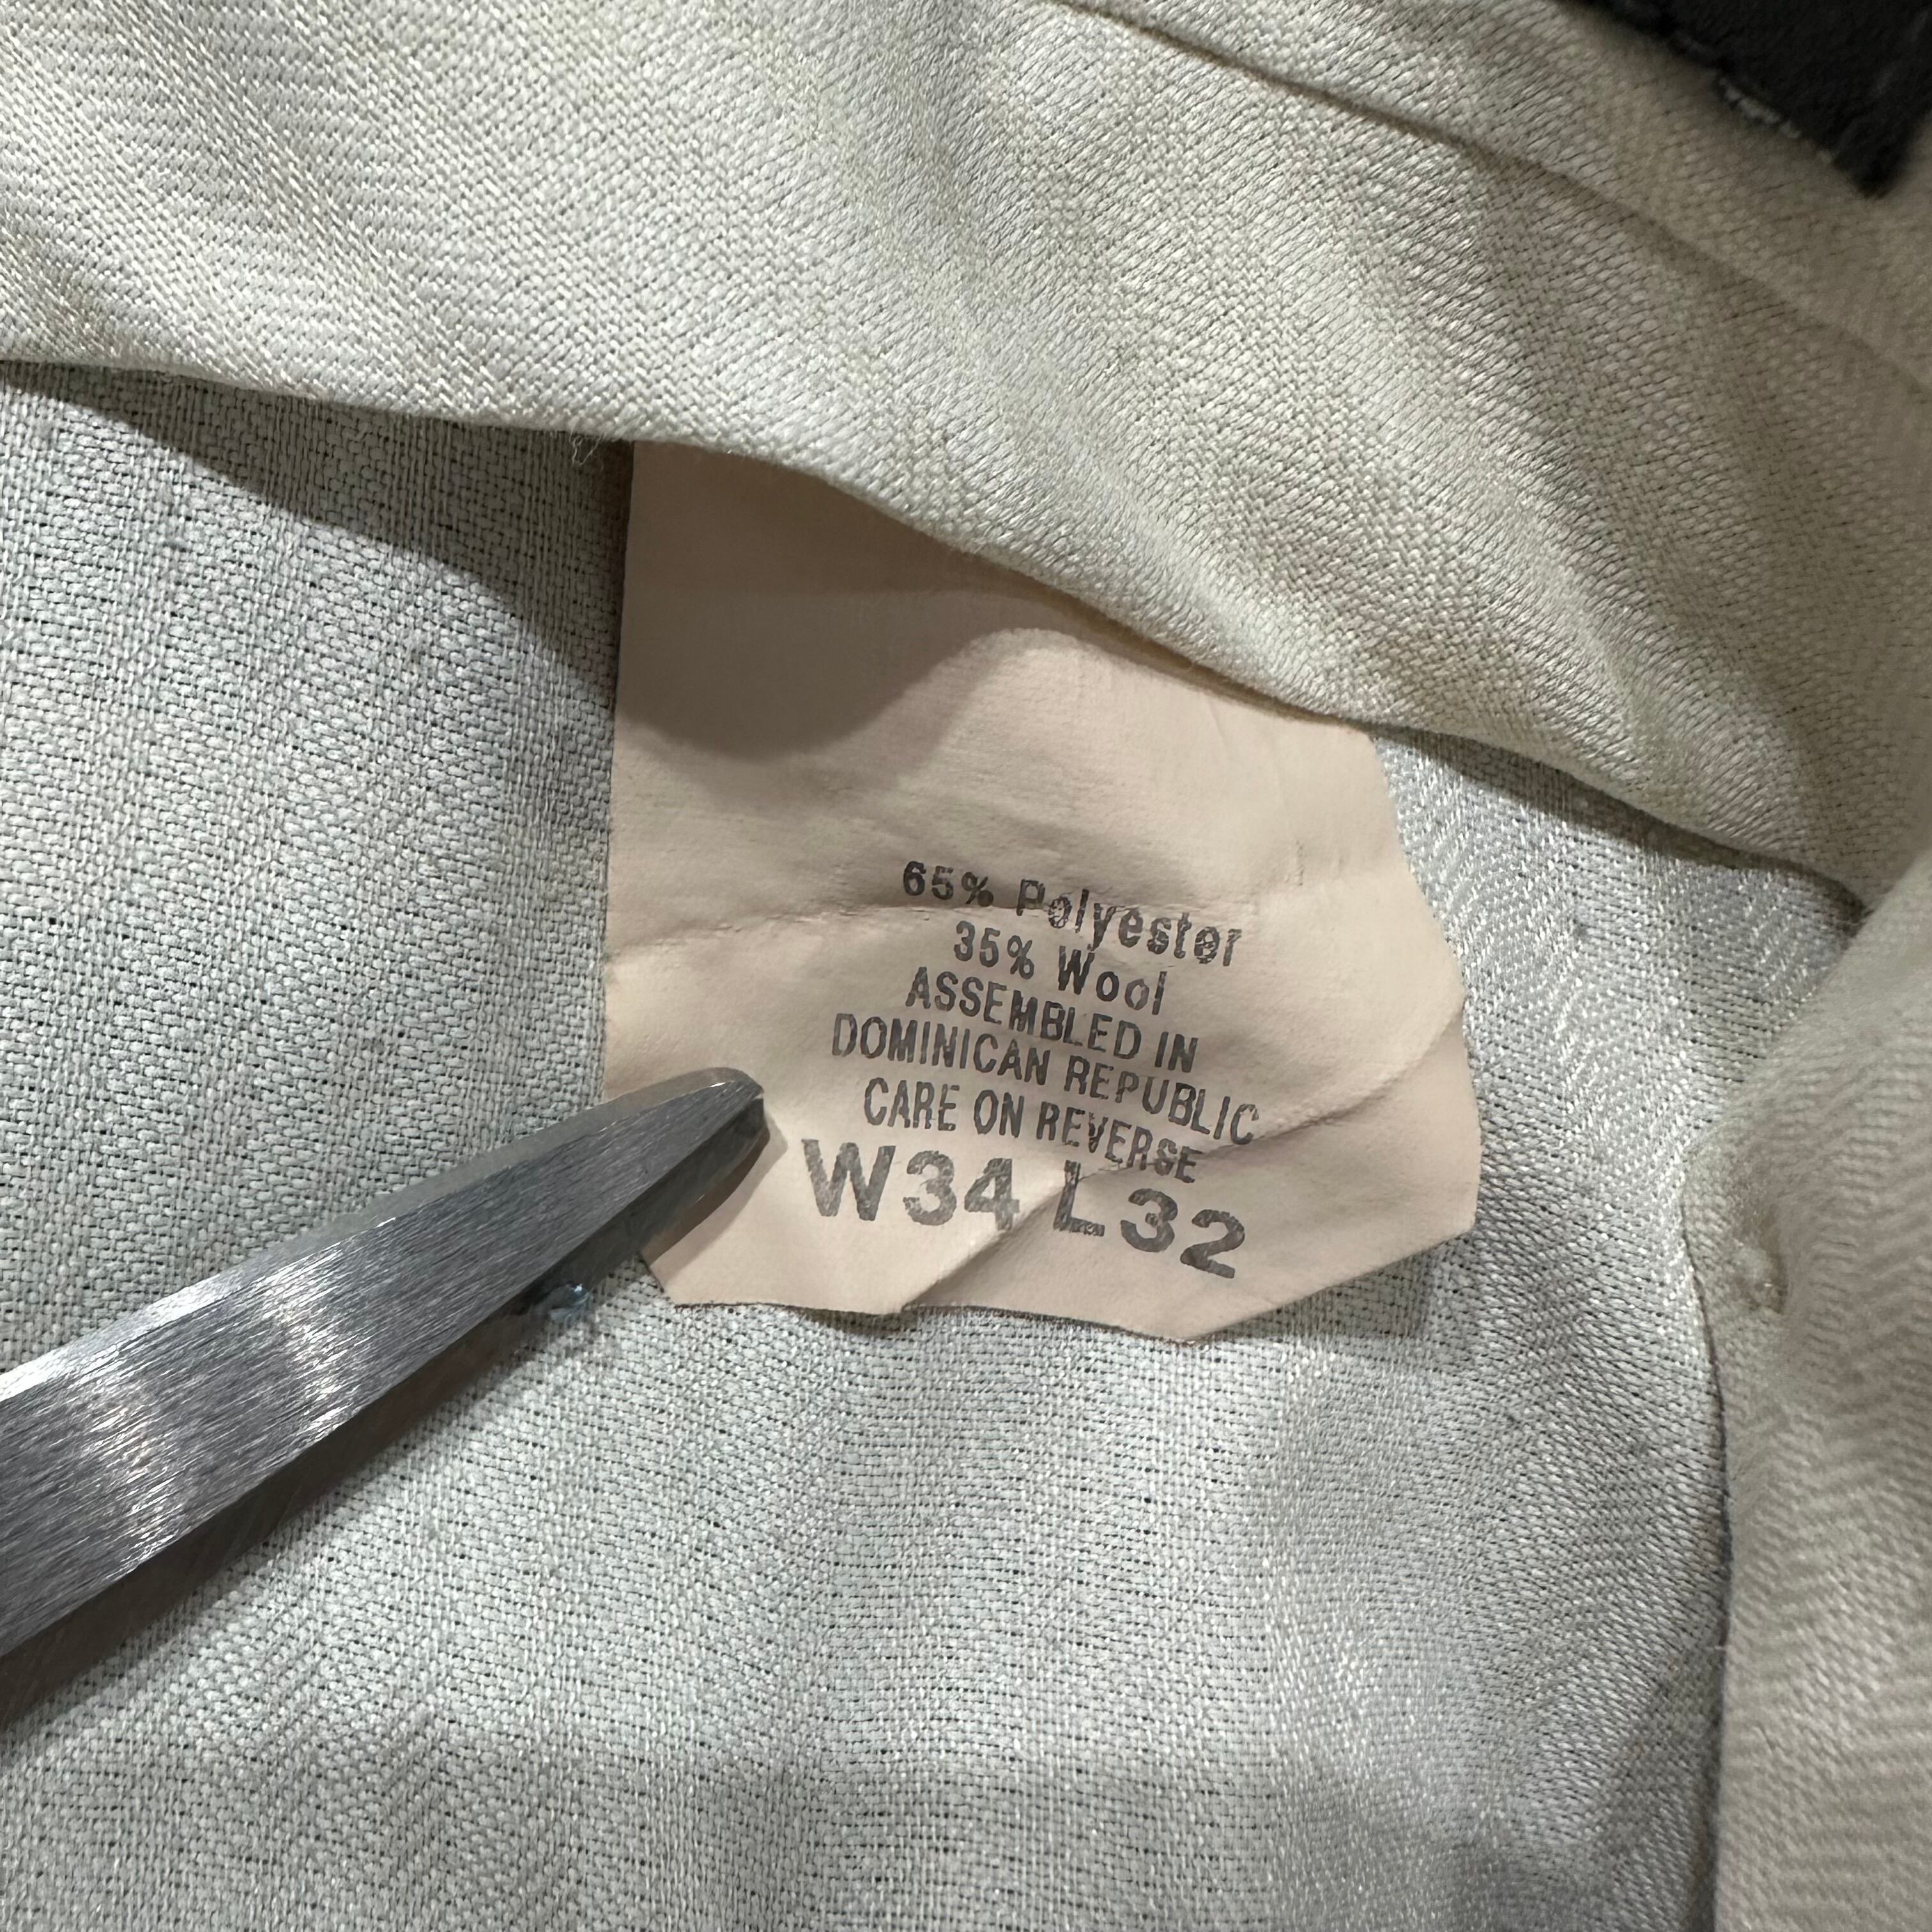 65% Polyester
35% Wool
ASSEMBLED IN
DOMINICAN REPUBLIC
CARE ON REVERSE
W34 L32